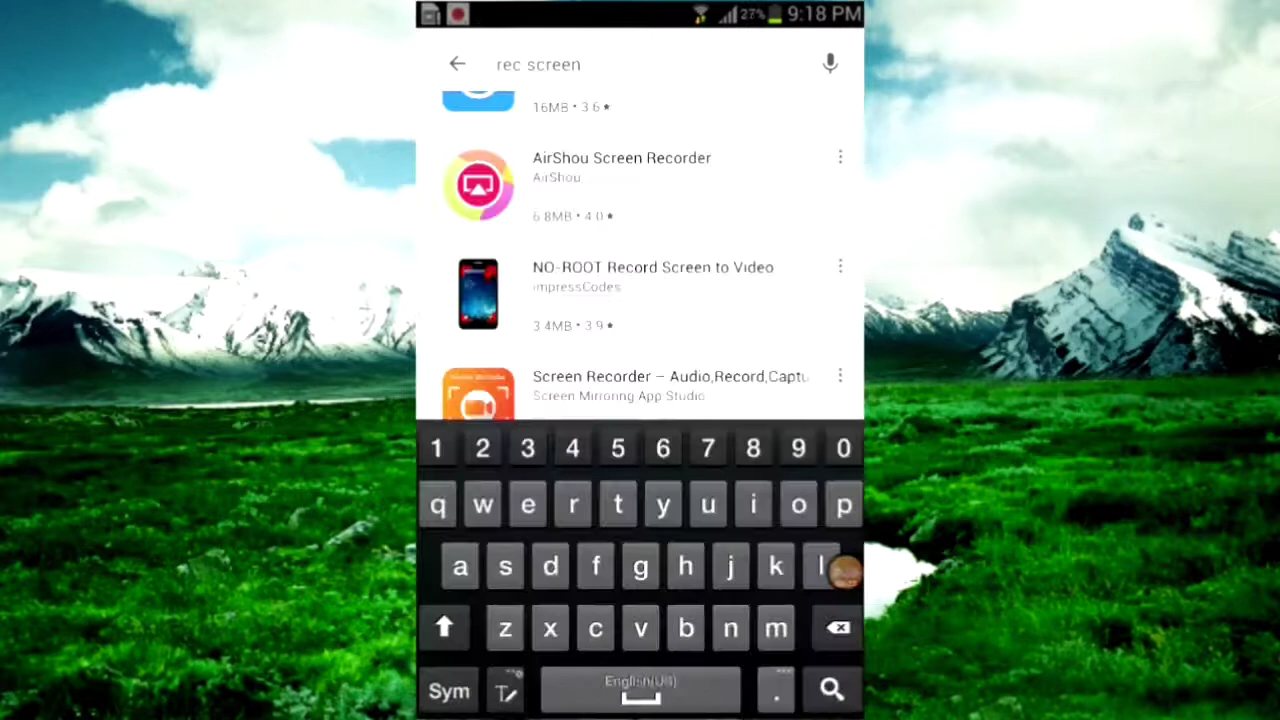 27% 9:18 PM
rec screen
16MB • 3.6 ★
AirShou Screen Recorder
AirShou
6.8MB • 4.0 ★
NO-ROOT Record Screen to Video
impressCodes
3.4MB • 3.9 ★
Screen Recorder – Audio,Record,Captu
Screen Mirroring App Studio
1 2 3 4 5 6 7 8 9 0
q w e r t y u i o p
a s d f g h j k l
z x c v b n m
Sym T English(US) .